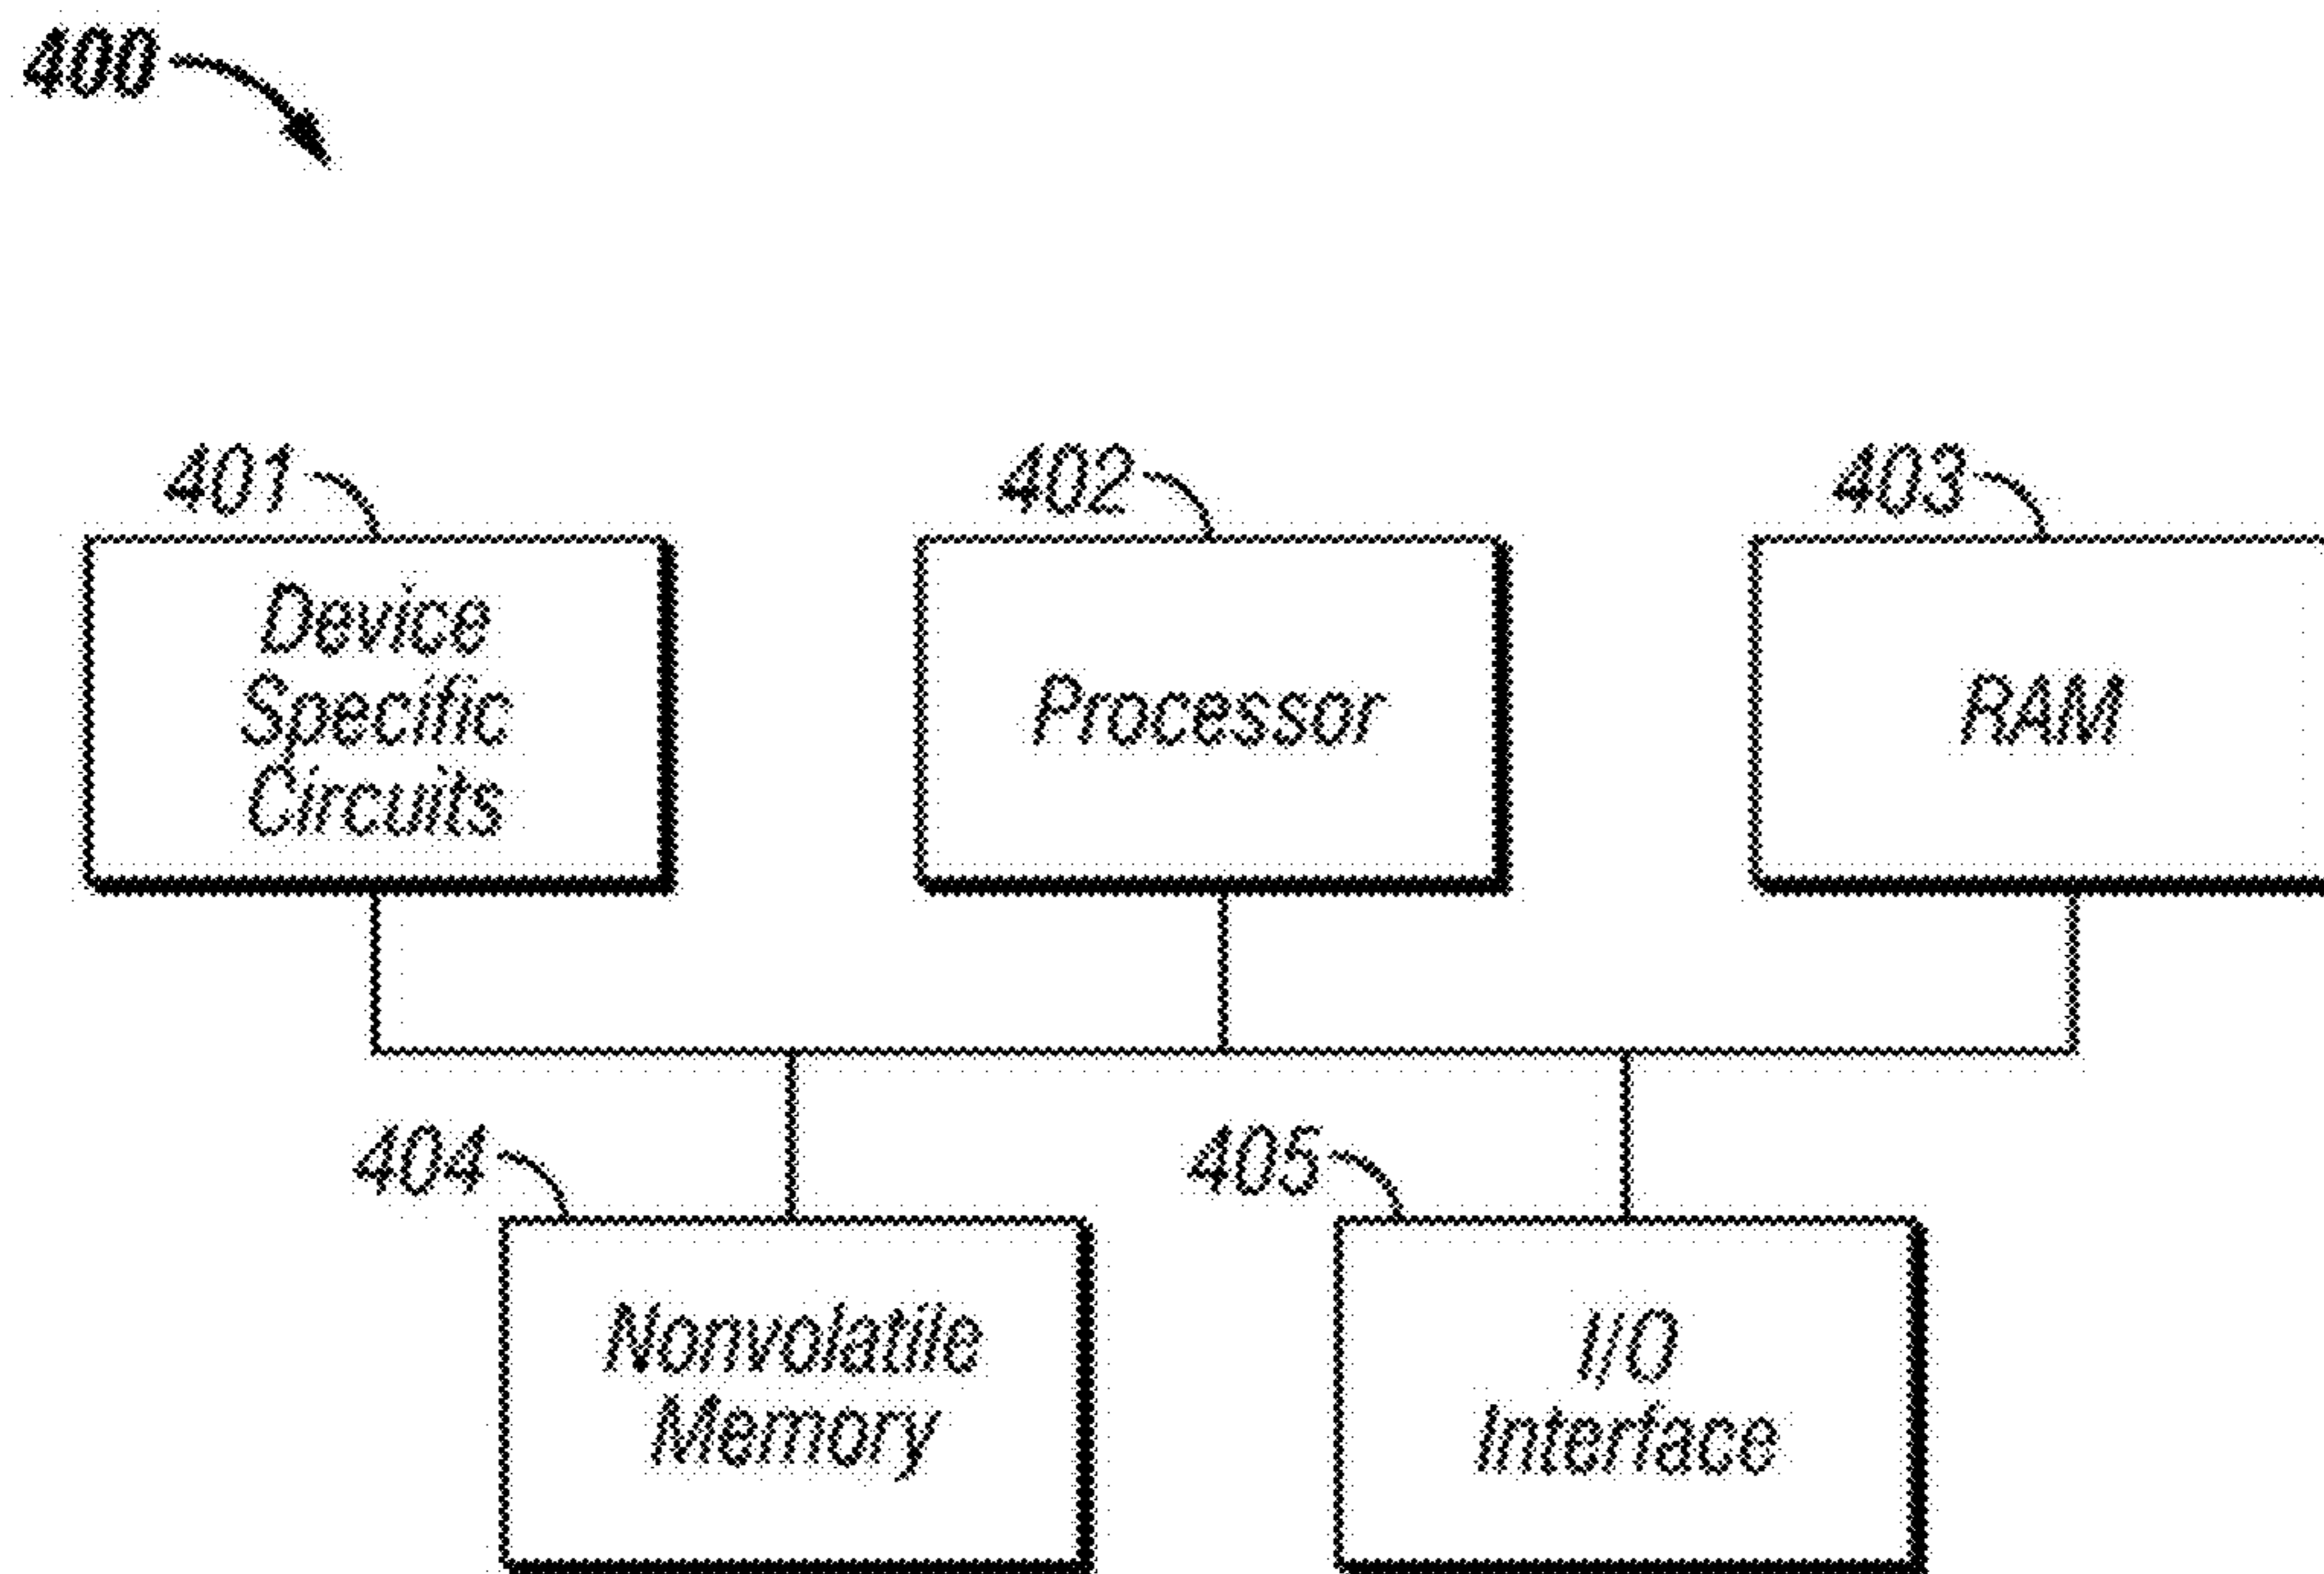 400
401
402
403
Device
Specific
Circuits
Processor
RAM
404
405
Nonvolatile
Memory
I/O
Interface